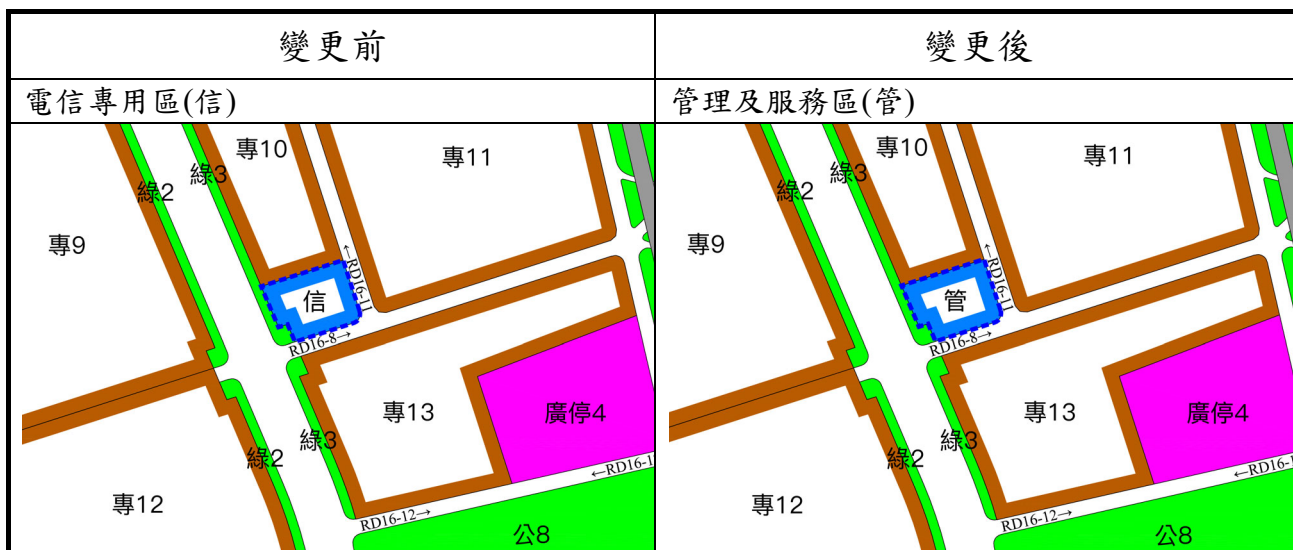 變更前
變更後
電信專用區(信)
管理及服務區(管)
專10
專11
綠3
綠2
專9
←RD16-11
信
RD16-8→
專13
廣停4
綠3
綠2
←RD16-1
專12
RD16-12→
公8
專10
專11
綠3
綠2
專9
←RD16-11
管
RD16-8→
專13
廣停4
綠3
綠2
←RD16-1
專12
RD16-12→
公8